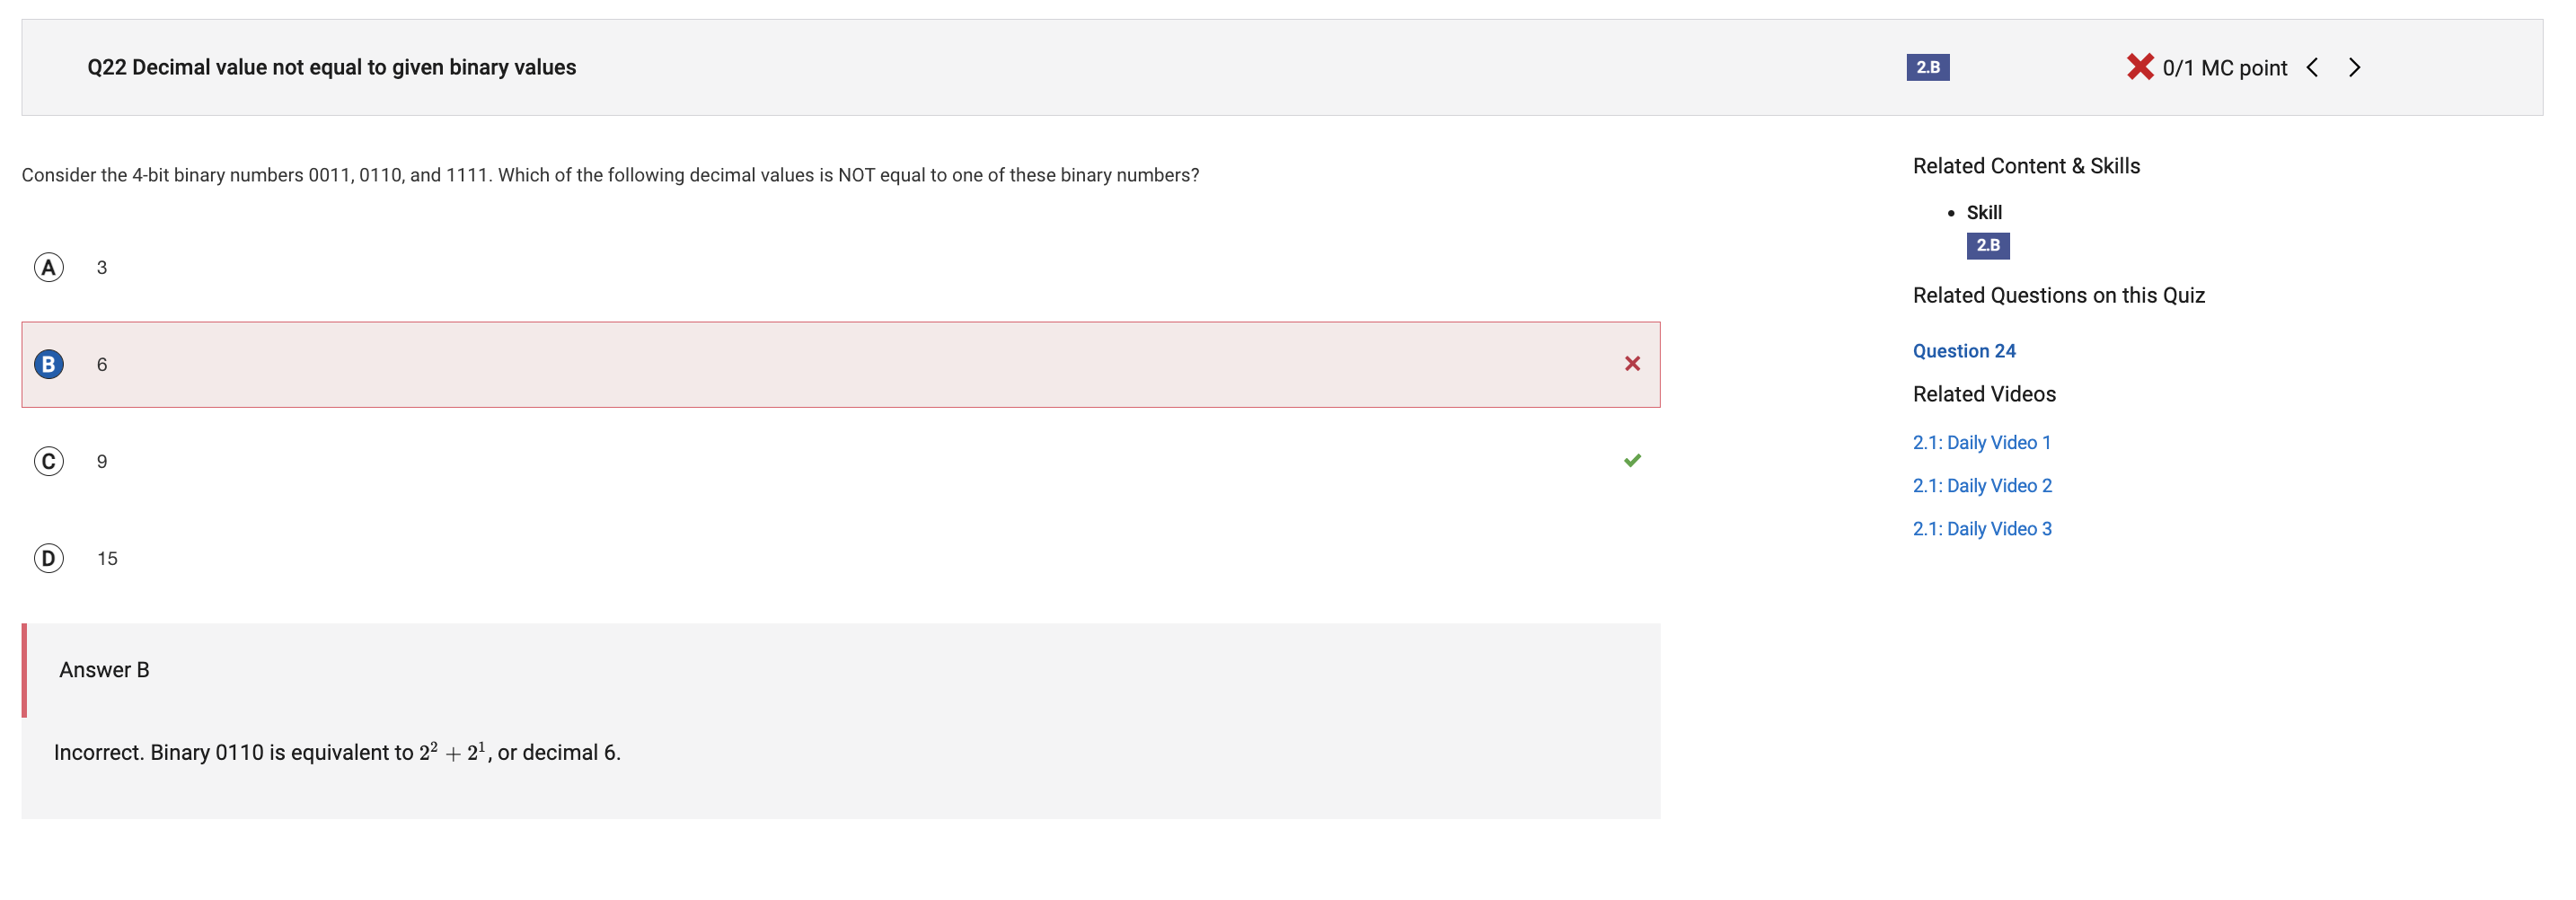 Q22 Decimal value not equal to given binary values
2.B
0/1 MC point
Consider the 4-bit binary numbers 0011, 0110, and 1111. Which of the following decimal values is NOT equal to one of these binary numbers?
A 3
B 6
C 9
D 15
Answer B
Incorrect. Binary 0110 is equivalent to 2² + 2¹, or decimal 6.
Related Content & Skills
• Skill
2.B
Related Questions on this Quiz
Question 24
Related Videos
2.1: Daily Video 1
2.1: Daily Video 2
2.1: Daily Video 3